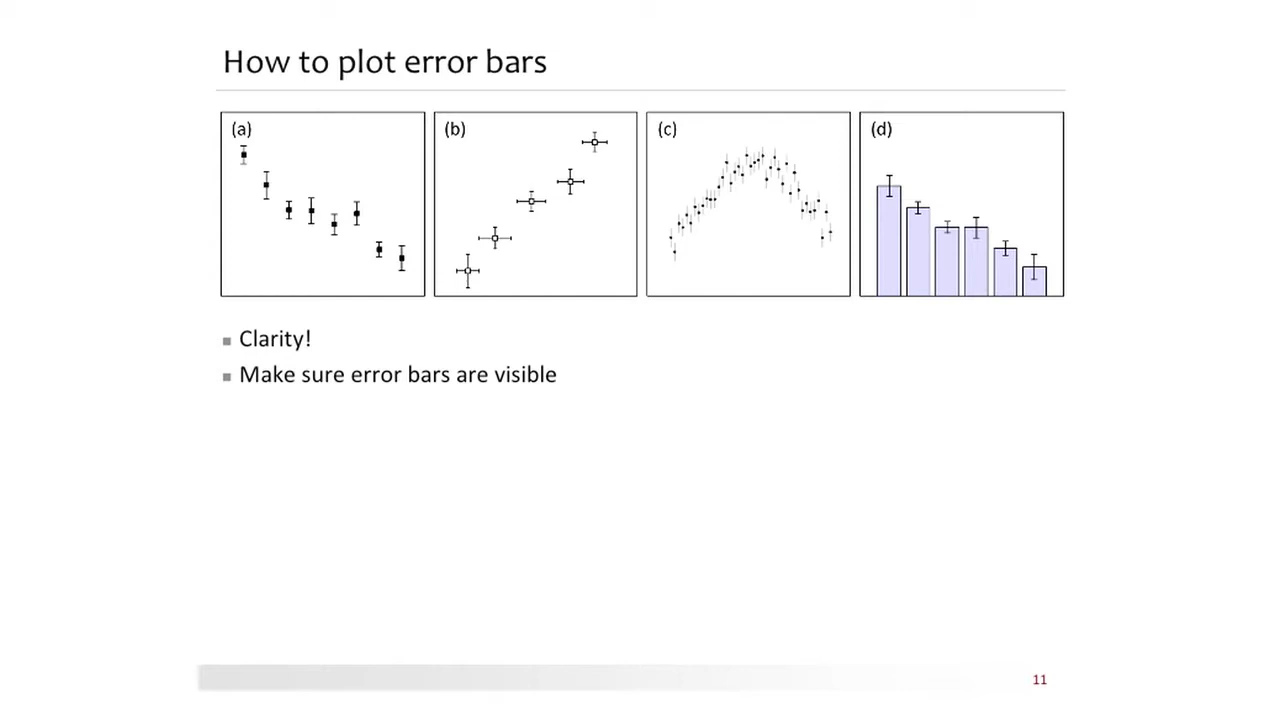 How to plot error bars
(a)
(b)
(c)
(d)
Clarity!
Make sure error bars are visible
11